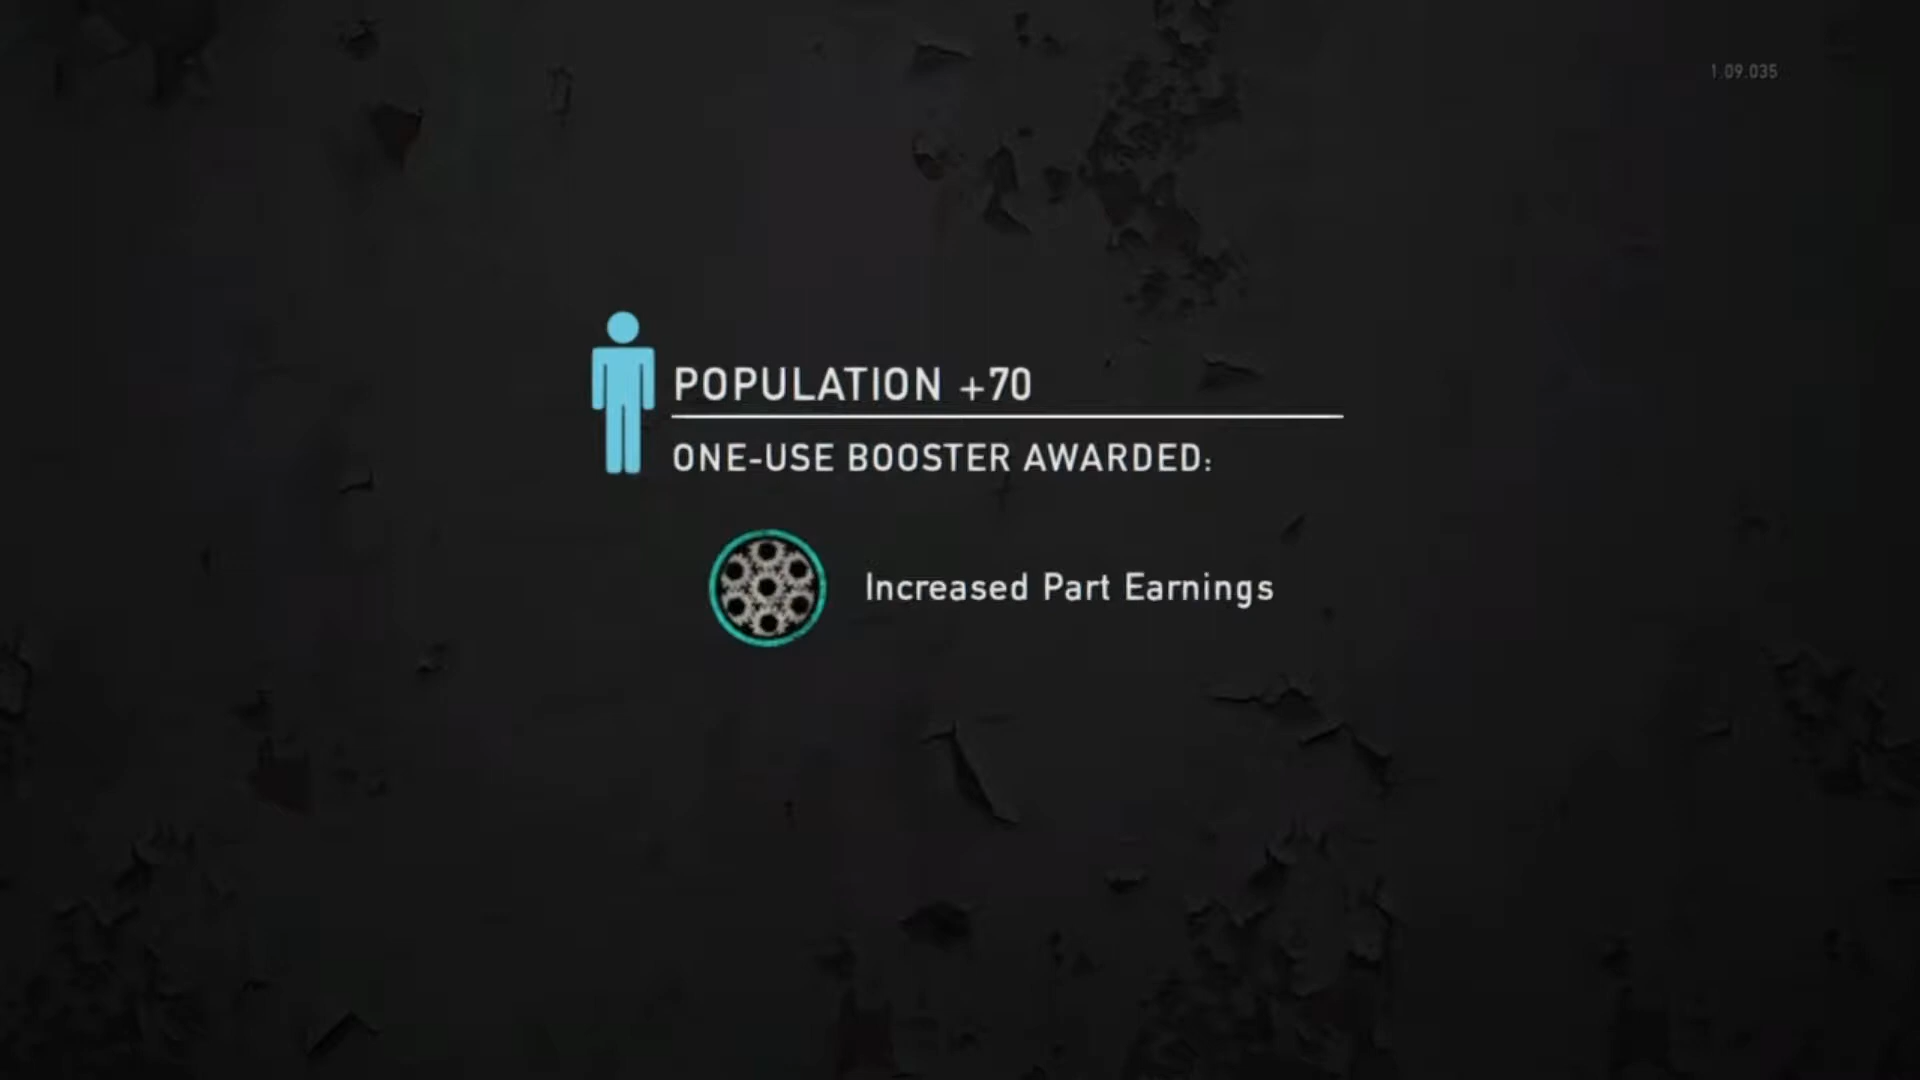 1.09.035
POPULATION +70
ONE-USE BOOSTER AWARDED:
Increased Part Earnings